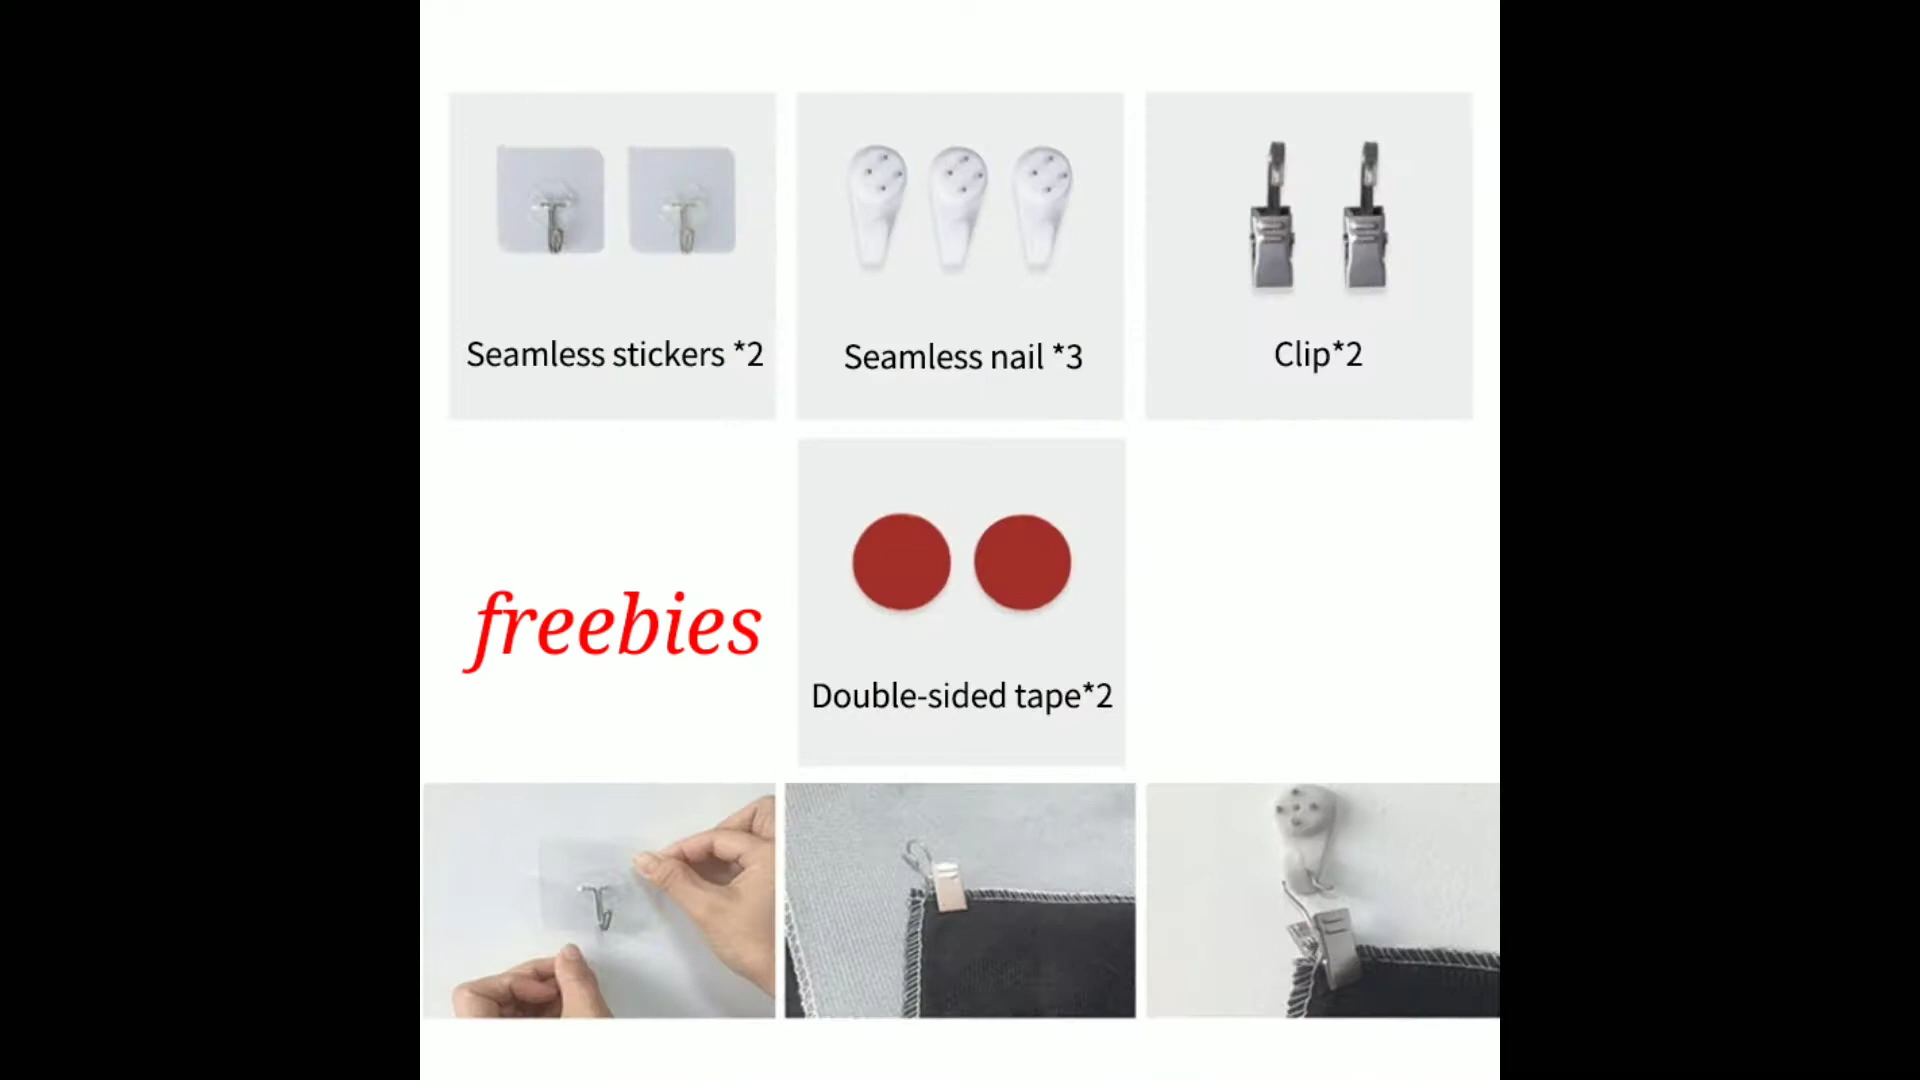 Seamless stickers *2
Seamless nail *3
Clip*2
freebies
Double-sided tape*2